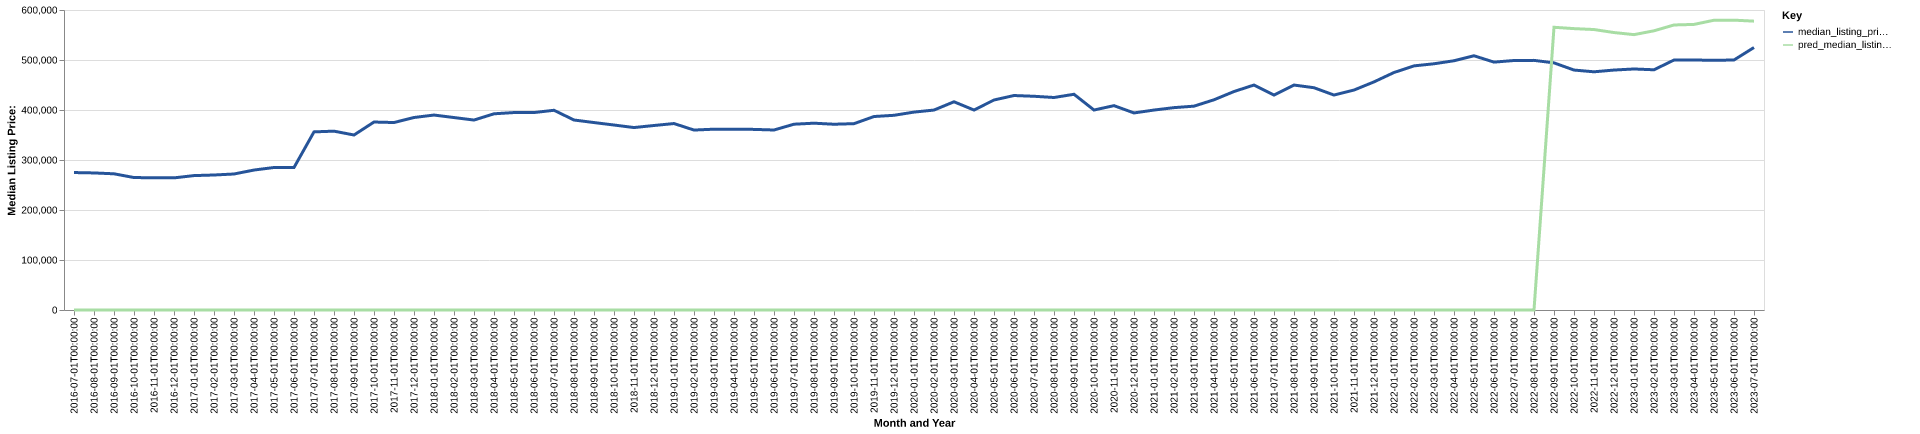 600,000
500,000
400,000
300,000
200,000
100,000
0
Median Listing Price:
2016-07-01T00:00:00
2016-08-01T00:00:00
2016-09-01T00:00:00
2016-10-01T00:00:00
2016-11-01T00:00:00
2016-12-01T00:00:00
2017-01-01T00:00:00
2017-02-01T00:00:00
2017-03-01T00:00:00
2017-04-01T00:00:00
2017-05-01T00:00:00
2017-06-01T00:00:00
2017-07-01T00:00:00
2017-08-01T00:00:00
2017-09-01T00:00:00
2017-10-01T00:00:00
2017-11-01T00:00:00
2017-12-01T00:00:00
2018-01-01T00:00:00
2018-02-01T00:00:00
2018-03-01T00:00:00
2018-04-01T00:00:00
2018-05-01T00:00:00
2018-06-01T00:00:00
2018-07-01T00:00:00
2018-08-01T00:00:00
2018-09-01T00:00:00
2018-10-01T00:00:00
2018-11-01T00:00:00
2018-12-01T00:00:00
2019-01-01T00:00:00
2019-02-01T00:00:00
2019-03-01T00:00:00
2019-04-01T00:00:00
2019-05-01T00:00:00
2019-06-01T00:00:00
2019-07-01T00:00:00
2019-08-01T00:00:00
2019-09-01T00:00:00
2019-10-01T00:00:00
2019-11-01T00:00:00
2019-12-01T00:00:00
2020-01-01T00:00:00
2020-02-01T00:00:00
2020-03-01T00:00:00
2020-04-01T00:00:00
2020-05-01T00:00:00
2020-06-01T00:00:00
2020-07-01T00:00:00
2020-08-01T00:00:00
2020-09-01T00:00:00
2020-10-01T00:00:00
2020-11-01T00:00:00
2020-12-01T00:00:00
2021-01-01T00:00:00
2021-02-01T00:00:00
2021-03-01T00:00:00
2021-04-01T00:00:00
2021-05-01T00:00:00
2021-06-01T00:00:00
2021-07-01T00:00:00
2021-08-01T00:00:00
2021-09-01T00:00:00
2021-10-01T00:00:00
2021-11-01T00:00:00
2021-12-01T00:00:00
2022-01-01T00:00:00
2022-02-01T00:00:00
2022-03-01T00:00:00
2022-04-01T00:00:00
2022-05-01T00:00:00
2022-06-01T00:00:00
2022-07-01T00:00:00
2022-08-01T00:00:00
2022-09-01T00:00:00
2022-10-01T00:00:00
2022-11-01T00:00:00
2022-12-01T00:00:00
2023-01-01T00:00:00
2023-02-01T00:00:00
2023-03-01T00:00:00
2023-04-01T00:00:00
2023-05-01T00:00:00
2023-06-01T00:00:00
2023-07-01T00:00:00
Month and Year
Key
median_listing_pri…
pred_median_listin…